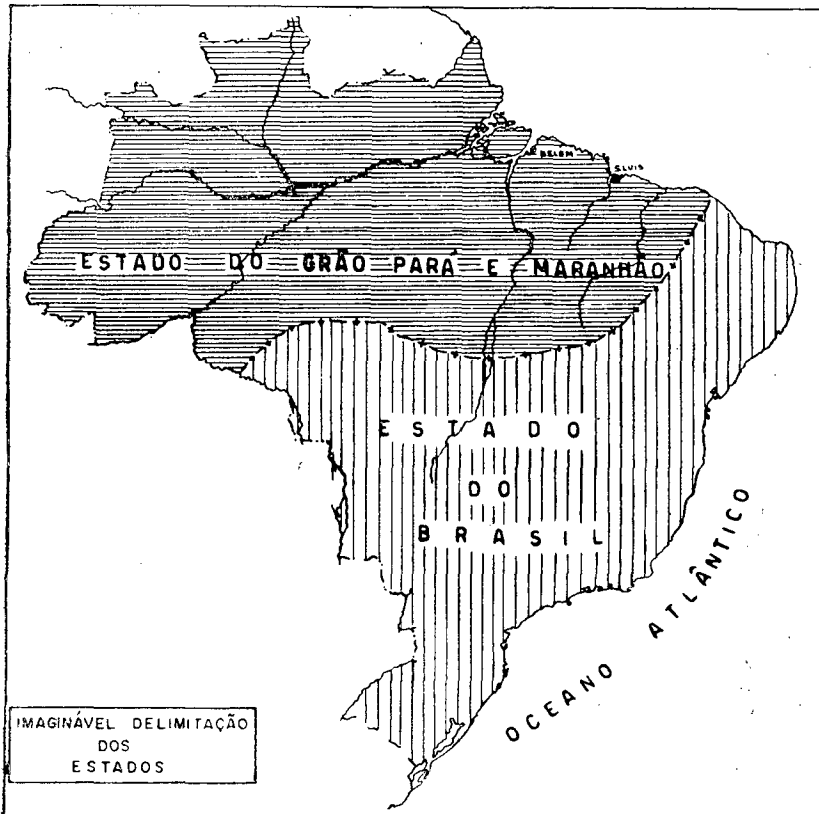 BELEM
S.LUIS
ESTADO DO GRÃO PARÁ E MARANHÃO
ESTADO
DO
BRASIL
OCEANO ATLÂNTICO
IMAGINÁVEL DELIMITAÇÃO
DOS
ESTADOS